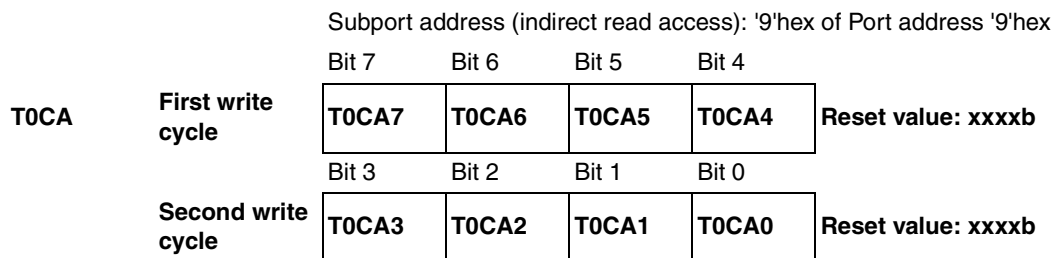 Subport address (indirect read access): '9'hex of Port address '9'hex
Bit 7 Bit 6 Bit 5 Bit 4
T0CA First write cycle T0CA7 T0CA6 T0CA5 T0CA4 Reset value: xxxxb
Bit 3 Bit 2 Bit 1 Bit 0
Second write cycle T0CA3 T0CA2 T0CA1 T0CA0 Reset value: xxxxb